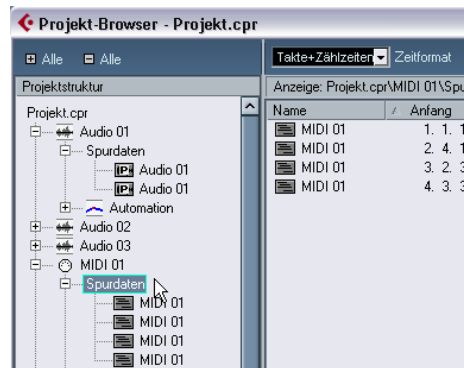 Projekt-Browser - Projekt.cpr
Alle Alle
Takte+Zählzeiten Zeitformat
Projektstruktur
Anzeige: Projekt.cpr\MIDI 01\Spu
Name Anfang
Projekt.cpr
Audio 01
Spurdaten
Audio 01
Audio 01
Automation
Audio 02
Audio 03
MIDI 01
Spurdaten
MIDI 01
MIDI 01
MIDI 01
MIDI 01
MIDI 01 1. 1. 1
MIDI 01 2. 4. 1
MIDI 01 3. 2. 3
MIDI 01 4. 3. 3